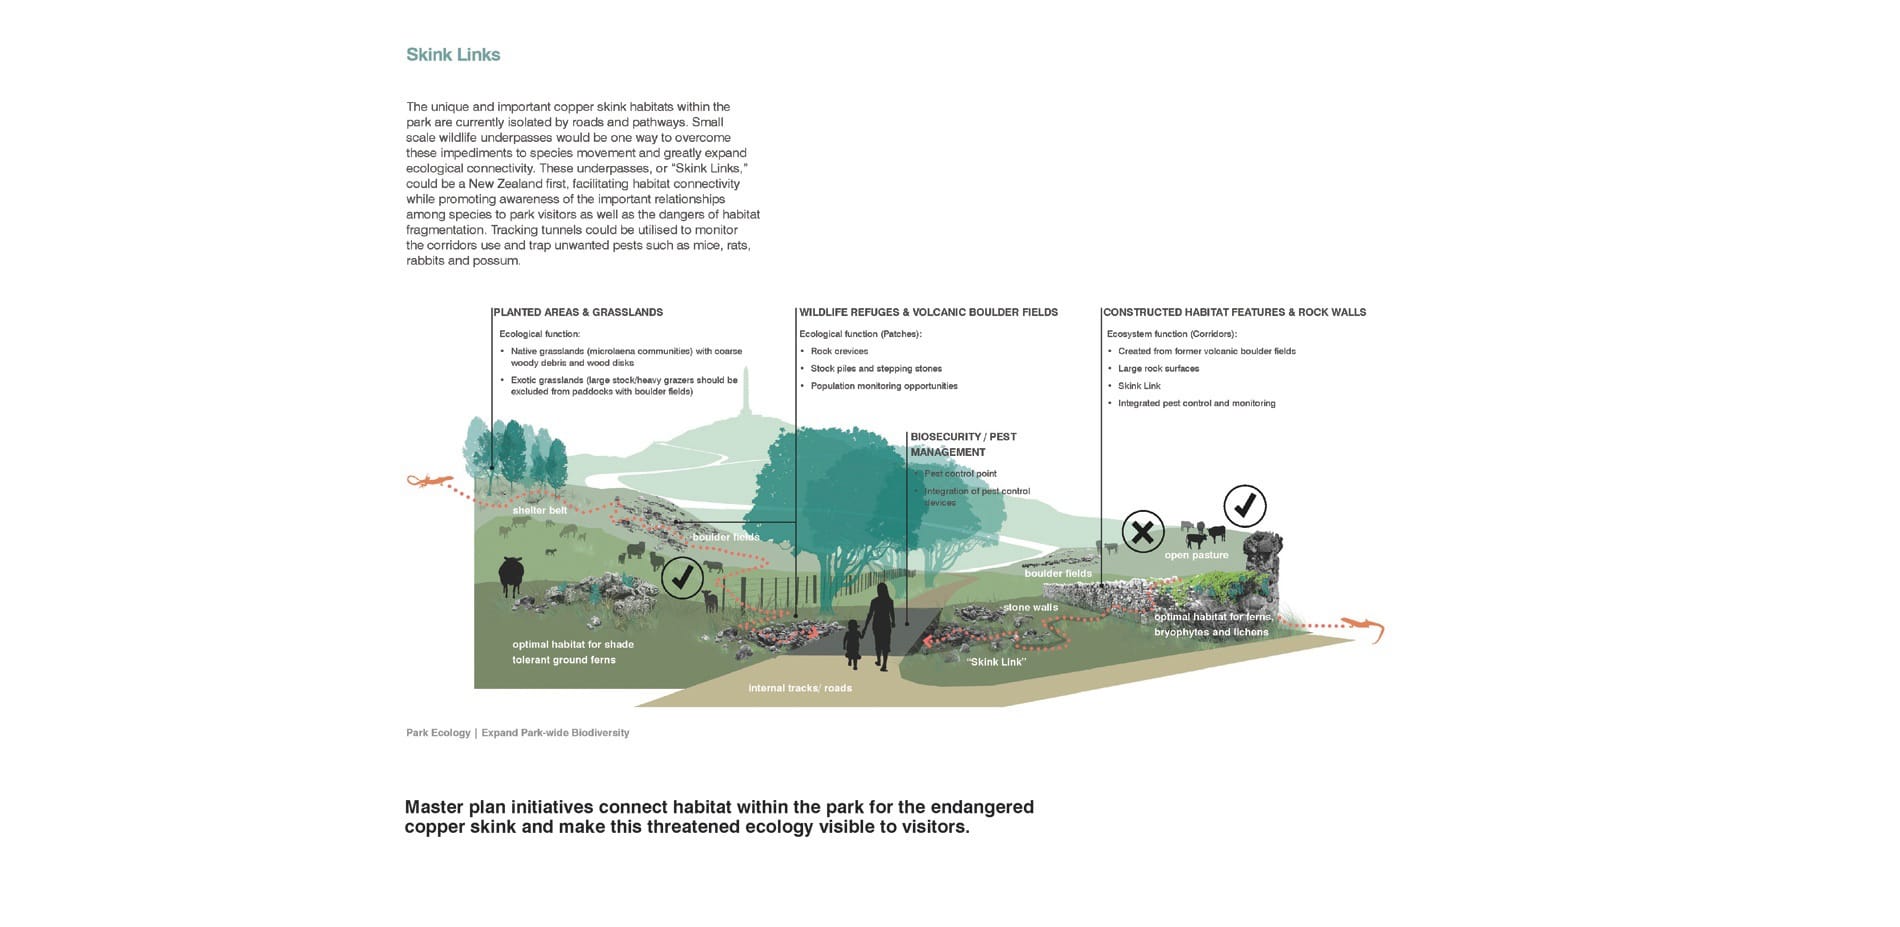 Skink Links
The unique and important copper skink habitats within the
park are currently isolated by roads and pathways. Small
scale wildlife underpasses would be one way to overcome
these impediments to species movement and greatly expand
ecological connectivity. These underpasses, or “Skink Links,”
could be a New Zealand first, facilitating habitat connectivity
while promoting awareness of the important relationships
among species to park visitors as well as the dangers of habitat
fragmentation. Tracking tunnels could be utilised to monitor
the corridors use and trap unwanted pests such as mice, rats,
rabbits and possum.
PLANTED AREAS & GRASSLANDS
Ecological function:
• Native grasslands (microlaena communities) with coarse
woody debris and wood disks
• Exotic grasslands (large stock/heavy grazers should be
excluded from paddocks with boulder fields)
WILDLIFE REFUGES & VOLCANIC BOULDER FIELDS
Ecological function (Patches):
• Rock crevices
• Stock piles and stepping stones
• Population monitoring opportunities
BIOSECURITY / PEST
MANAGEMENT
• Pest control point
• Integration of pest control
devices
CONSTRUCTED HABITAT FEATURES & ROCK WALLS
Ecosystem function (Corridors):
• Created from former volcanic boulder fields
• Large rock surfaces
• Skink Link
• Integrated pest control and monitoring
shelter belt
boulder fields
open pasture
boulder fields
stone walls
optimal habitat for ferns,
bryophytes and lichens
optimal habitat for shade
tolerant ground ferns
“Skink Link”
internal tracks/ roads
Park Ecology | Expand Park-wide Biodiversity
Master plan initiatives connect habitat within the park for the endangered
copper skink and make this threatened ecology visible to visitors.